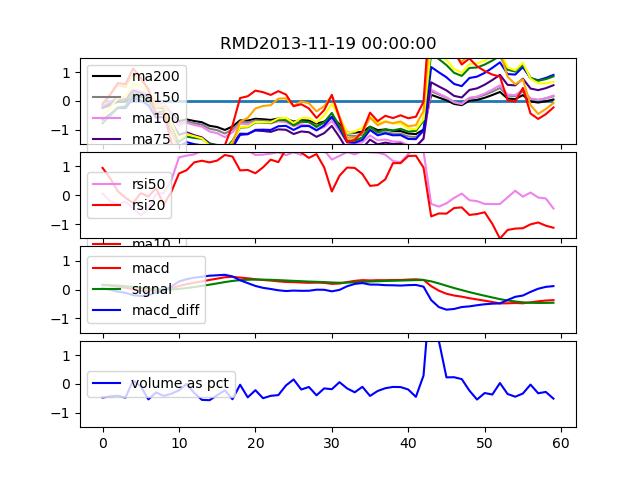 RMD2013-11-19 00:00:00
1
0
−1
ma200
ma150
ma100
ma75
1
0
−1
rsi50
rsi20
ma10
1
0
−1
macd
signal
macd_diff
1
0
−1
volume as pct
0 10 20 30 40 50 60